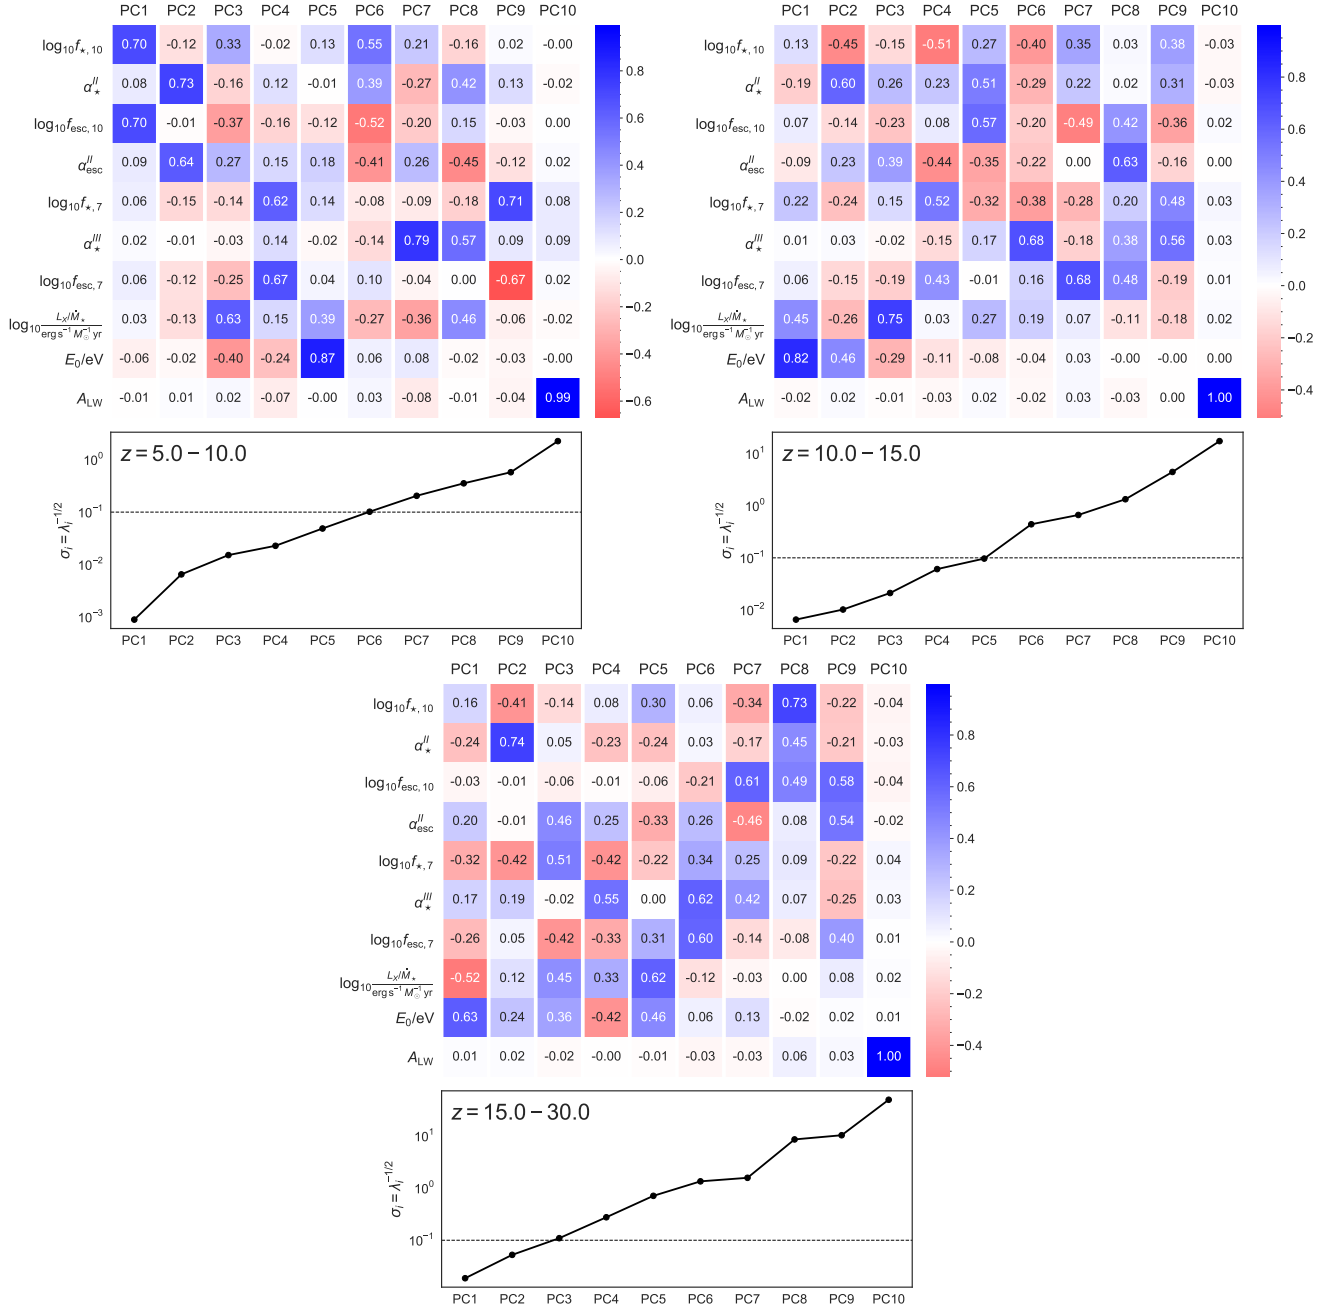 PC1 PC2 PC3 PC4 PC5 PC6 PC7 PC8 PC9 PC10
log₁₀f⋆,10 0.70 -0.12 0.33 -0.02 0.13 0.55 0.21 -0.16 0.02 -0.00
α⋆^II 0.08 0.73 -0.16 0.12 -0.01 0.39 -0.27 0.42 0.13 -0.02
log₁₀fesc,10 0.70 -0.01 -0.37 -0.16 -0.12 -0.52 -0.20 0.15 -0.03 0.00
αesc^II 0.09 0.64 0.27 0.15 0.18 -0.41 0.26 -0.45 -0.12 0.02
log₁₀f⋆,7 0.06 -0.15 -0.14 0.62 0.14 -0.08 -0.09 -0.18 0.71 0.08
α⋆^III 0.02 -0.01 -0.03 0.14 -0.02 -0.14 0.79 0.57 0.09 0.09
log₁₀fesc,7 0.06 -0.12 -0.25 0.67 0.04 0.10 -0.04 0.00 -0.67 0.02
log₁₀ L_X/Ṁ⋆ / erg s⁻¹ M⊙⁻¹ yr 0.03 -0.13 0.63 0.15 0.39 -0.27 -0.36 0.46 -0.06 -0.02
E₀/eV -0.06 -0.02 -0.40 -0.24 0.87 0.06 0.08 -0.02 -0.03 -0.00
A_LW -0.01 0.01 0.02 -0.07 -0.00 0.03 -0.08 -0.01 -0.04 0.99
0.8
0.6
0.4
0.2
0.0
−0.2
−0.4
−0.6
z = 5.0 − 10.0
σᵢ = λᵢ^−1/2
10⁰
10⁻¹
10⁻²
10⁻³
PC1 PC2 PC3 PC4 PC5 PC6 PC7 PC8 PC9 PC10
PC1 PC2 PC3 PC4 PC5 PC6 PC7 PC8 PC9 PC10
log₁₀f⋆,10 0.13 -0.45 -0.15 -0.51 0.27 -0.40 0.35 0.03 0.38 -0.03
α⋆^II -0.19 0.60 0.26 0.23 0.51 -0.29 0.22 0.02 0.31 -0.03
log₁₀fesc,10 0.07 -0.14 -0.23 0.08 0.57 -0.20 -0.49 0.42 -0.36 0.02
αesc^II -0.09 0.23 0.39 -0.44 -0.35 -0.22 0.00 0.63 -0.16 0.00
log₁₀f⋆,7 0.22 -0.24 0.15 0.52 -0.32 -0.38 -0.28 0.20 0.48 0.03
α⋆^III 0.01 0.03 -0.02 -0.15 0.17 0.68 -0.18 0.38 0.56 0.03
log₁₀fesc,7 0.06 -0.15 -0.19 0.43 -0.01 0.16 0.68 0.48 -0.19 0.01
log₁₀ L_X/Ṁ⋆ / erg s⁻¹ M⊙⁻¹ yr 0.45 -0.26 0.75 0.03 0.27 0.19 0.07 -0.11 -0.18 0.02
E₀/eV 0.82 0.46 -0.29 -0.11 -0.08 -0.04 0.03 -0.00 -0.00 0.00
A_LW -0.02 0.02 -0.01 -0.01 0.01 -0.03 0.02 -0.03 0.00 1.00
0.8
0.6
0.4
0.2
0.0
−0.2
−0.4
z = 10.0 − 15.0
σᵢ = λᵢ^−1/2
10¹
10⁰
10⁻¹
10⁻²
PC1 PC2 PC3 PC4 PC5 PC6 PC7 PC8 PC9 PC10
PC1 PC2 PC3 PC4 PC5 PC6 PC7 PC8 PC9 PC10
log₁₀f⋆,10 0.16 -0.41 -0.14 0.08 0.30 0.06 -0.34 0.73 -0.22 -0.04
α⋆^II -0.24 0.74 0.05 -0.23 -0.24 0.03 -0.17 0.45 -0.21 -0.03
log₁₀fesc,10 -0.03 -0.01 -0.06 -0.01 -0.06 -0.21 0.61 0.49 0.58 -0.04
αesc^II 0.20 -0.01 0.46 0.25 -0.33 0.26 -0.46 0.08 0.54 -0.02
log₁₀f⋆,7 -0.32 -0.42 0.51 -0.42 -0.22 0.34 0.25 0.09 -0.22 0.04
α⋆^III 0.17 0.19 -0.02 0.55 0.00 0.62 0.42 0.07 -0.25 0.03
log₁₀fesc,7 -0.26 0.05 -0.42 -0.33 0.31 0.60 -0.14 -0.08 0.40 0.01
log₁₀ L_X/Ṁ⋆ / erg s⁻¹ M⊙⁻¹ yr -0.52 0.12 0.45 0.33 0.62 -0.12 -0.03 0.00 0.08 0.02
E₀/eV 0.63 0.24 0.36 -0.42 0.46 0.06 0.13 -0.02 0.02 0.01
A_LW 0.01 0.02 -0.02 -0.00 -0.01 -0.03 -0.03 0.06 0.03 1.00
0.8
0.6
0.4
0.2
0.0
−0.2
−0.4
z = 15.0 − 30.0
σᵢ = λᵢ^−1/2
10¹
10⁰
10⁻¹
PC1 PC2 PC3 PC4 PC5 PC6 PC7 PC8 PC9 PC10